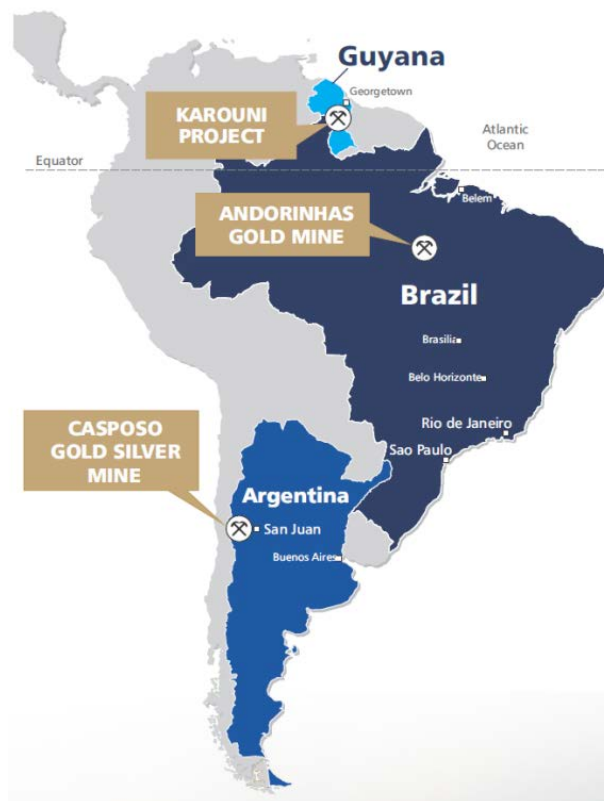 Guyana
Georgetown
KAROUNI
PROJECT
Atlantic
Ocean
Equator
Belem
ANDORINHAS
GOLD MINE
Brazil
Brasilia
Belo Horizonte
Rio de Janeiro
Sao Paulo
CASPOSO
GOLD SILVER
MINE
Argentina
San Juan
Buenos Aires